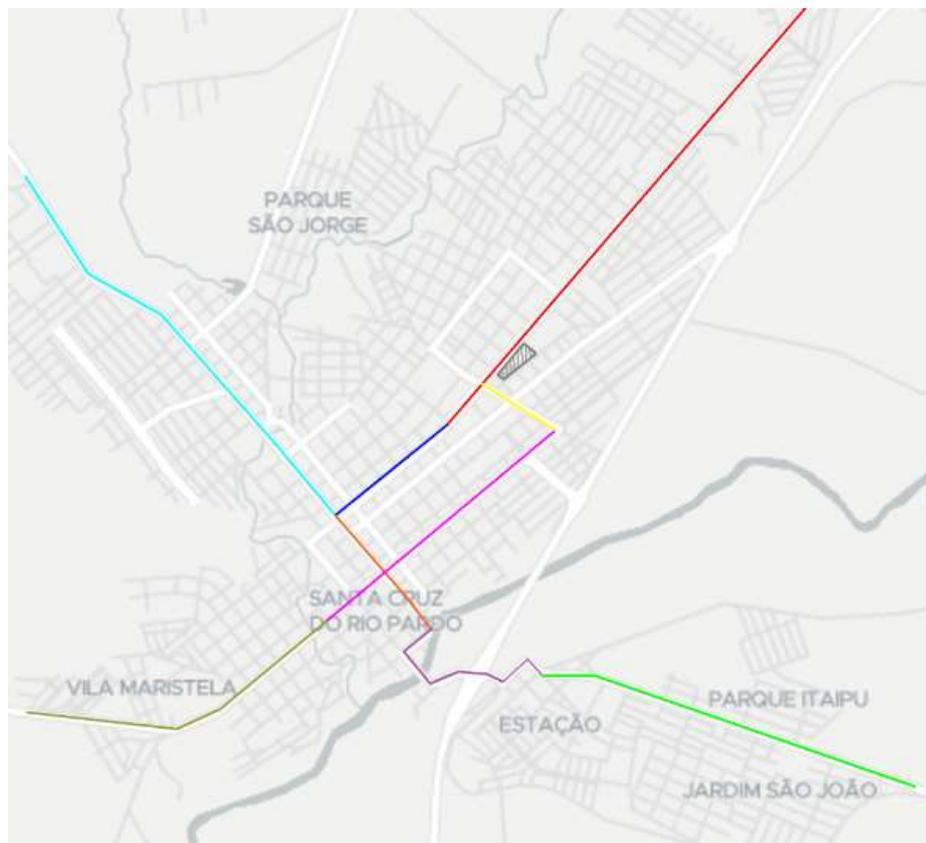 PARQUE
SÃO JORGE
SANTA CRUZ
DO RIO PARDO
VILA MARISTELA
PARQUE ITAIPU
ESTAÇÃO
JARDIM SÃO JOÃO